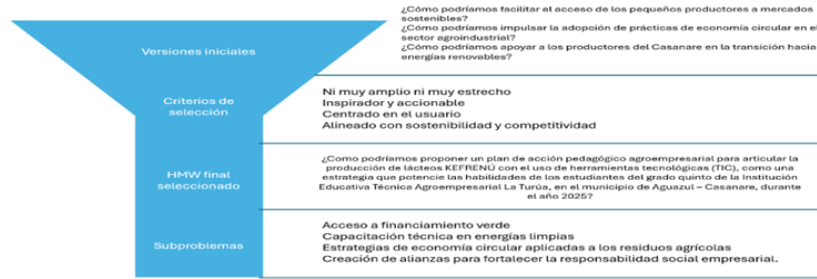 ¿Cómo podríamos facilitar el acceso de los pequeños productores a mercados
sostenibles?
¿Cómo podríamos impulsar la adopción de prácticas de economía circular en el
sector agroindustrial?
¿Cómo podríamos apoyar a los productores del Casanare en la transición hacia
energías renovables?
Versiones iniciales
Criterios de
selección
Ni muy amplio ni muy estrecho
Inspirador y accionable
Centrado en el usuario
Alineado con sostenibilidad y competitividad
HMW final
seleccionado
¿Como podríamos proponer un plan de acción pedagógico agroempresarial para articular la
producción de lácteos KEFRENÚ con el uso de herramientas tecnológicas (TIC), como una
estrategia que potencie las habilidades de los estudiantes del grado quinto de la Institución
Educativa Técnica Agroempresarial La Turúa, en el municipio de Aguazul – Casanare, durante
el año 2025?
Subproblemas
Acceso a financiamiento verde
Capacitación técnica en energías limpias
Estrategias de economía circular aplicadas a los residuos agrícolas
Creación de alianzas para fortalecer la responsabilidad social empresarial.